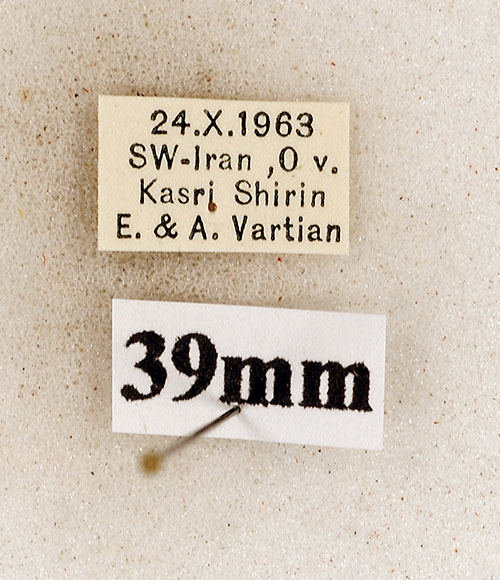 24.X.1963
SW-Iran ,O v.
Kasri Shirin
E. & A. Vartian
39mm